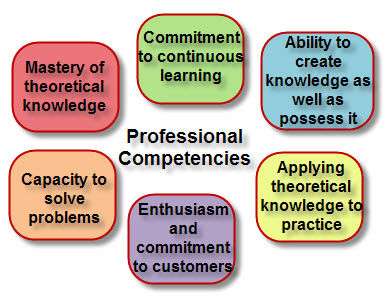 Commitment
to continuous
learning
Ability to
create
knowledge as
well as
possess it
Mastery of
theoretical
knowledge
Professional
Competencies
Capacity to
solve
problems
Applying
theoretical
knowledge to
practice
Enthusiasm
and
commitment
to customers